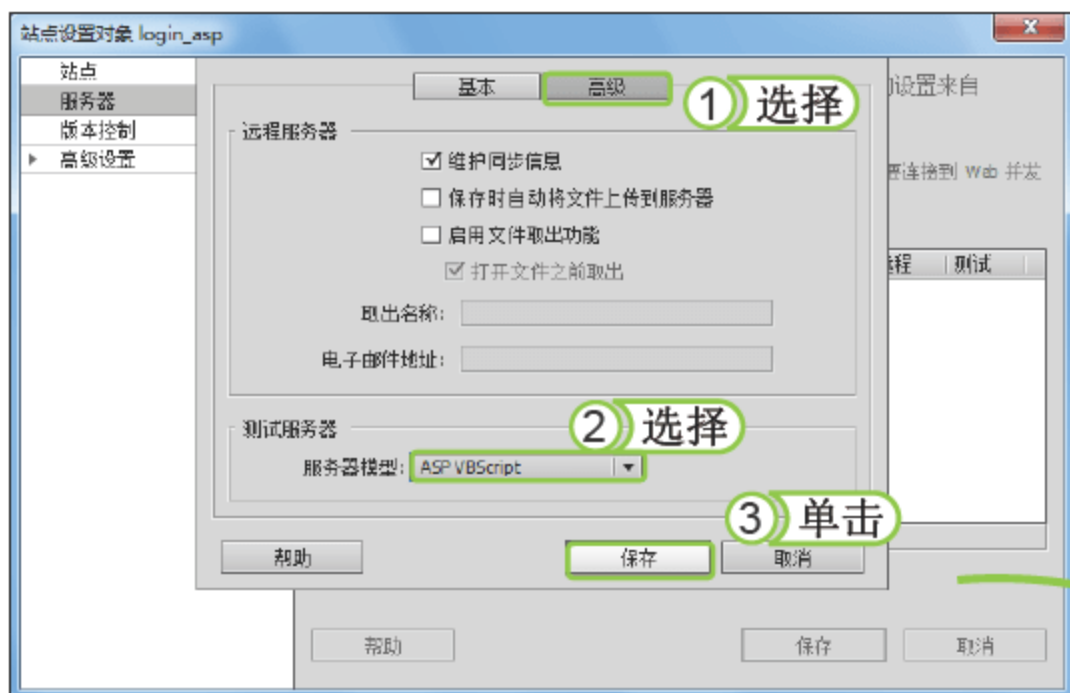 站点设置对象 login_asp
站点
服务器
版本控制
高级设置
基本
高级
1 选择
设置来自
远程服务器
维护同步信息
要连接到 Web 并发
保存时自动将文件上传到服务器
启用文件取出功能
打开文件之前取出
程
测试
取出名称:
电子邮件地址:
测试服务器
2 选择
服务器模型:
ASP VBScript
3 单击
帮助
保存
取消
帮助
保存
取消